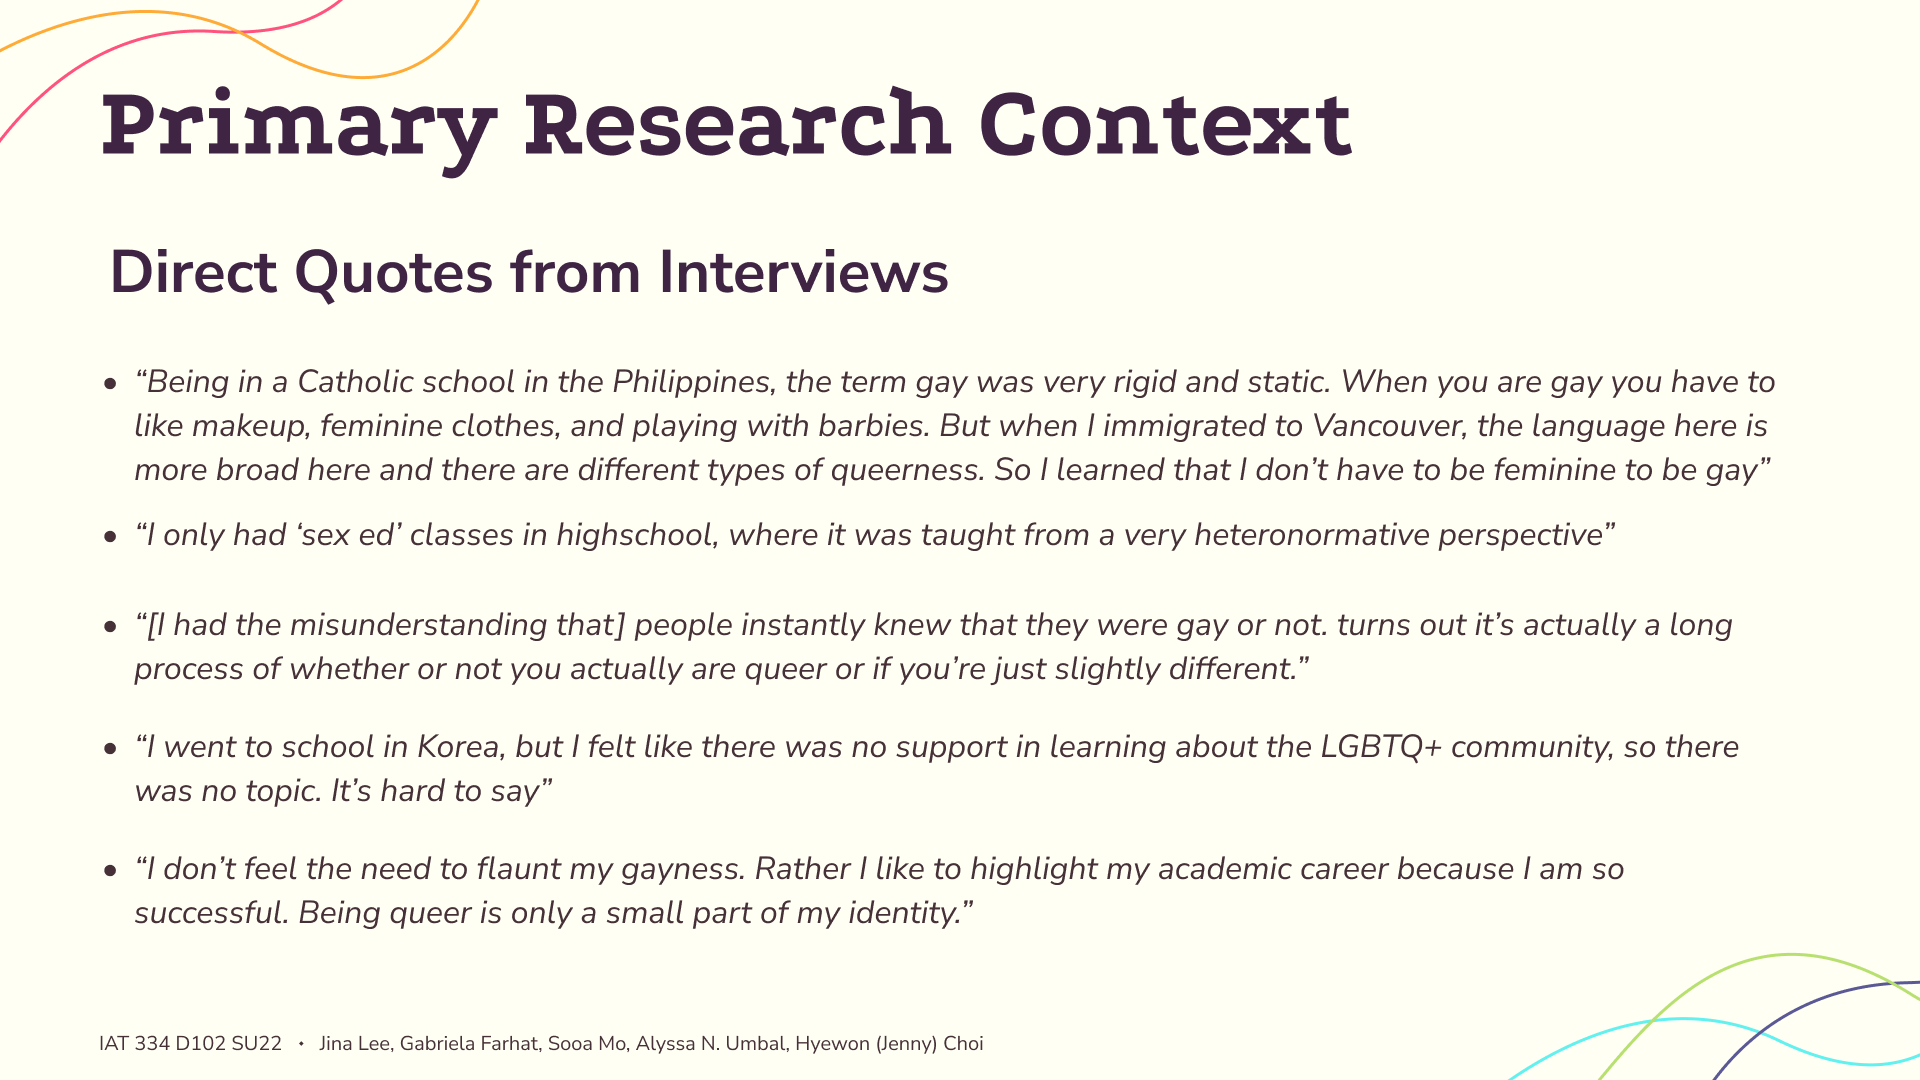 Primary Research Context
Direct Quotes from Interviews
• “Being in a Catholic school in the Philippines, the term gay was very rigid and static. When you are gay you have to
like makeup, feminine clothes, and playing with barbies. But when I immigrated to Vancouver, the language here is
more broad here and there are different types of queerness. So I learned that I don’t have to be feminine to be gay”
• “I only had ‘sex ed’ classes in highschool, where it was taught from a very heteronormative perspective”
• “[I had the misunderstanding that] people instantly knew that they were gay or not. turns out it’s actually a long
process of whether or not you actually are queer or if you’re just slightly different.”
• “I went to school in Korea, but I felt like there was no support in learning about the LGBTQ+ community, so there
was no topic. It’s hard to say”
• “I don’t feel the need to flaunt my gayness. Rather I like to highlight my academic career because I am so
successful. Being queer is only a small part of my identity.”
IAT 334 D102 SU22 • Jina Lee, Gabriela Farhat, Sooa Mo, Alyssa N. Umbal, Hyewon (Jenny) Choi